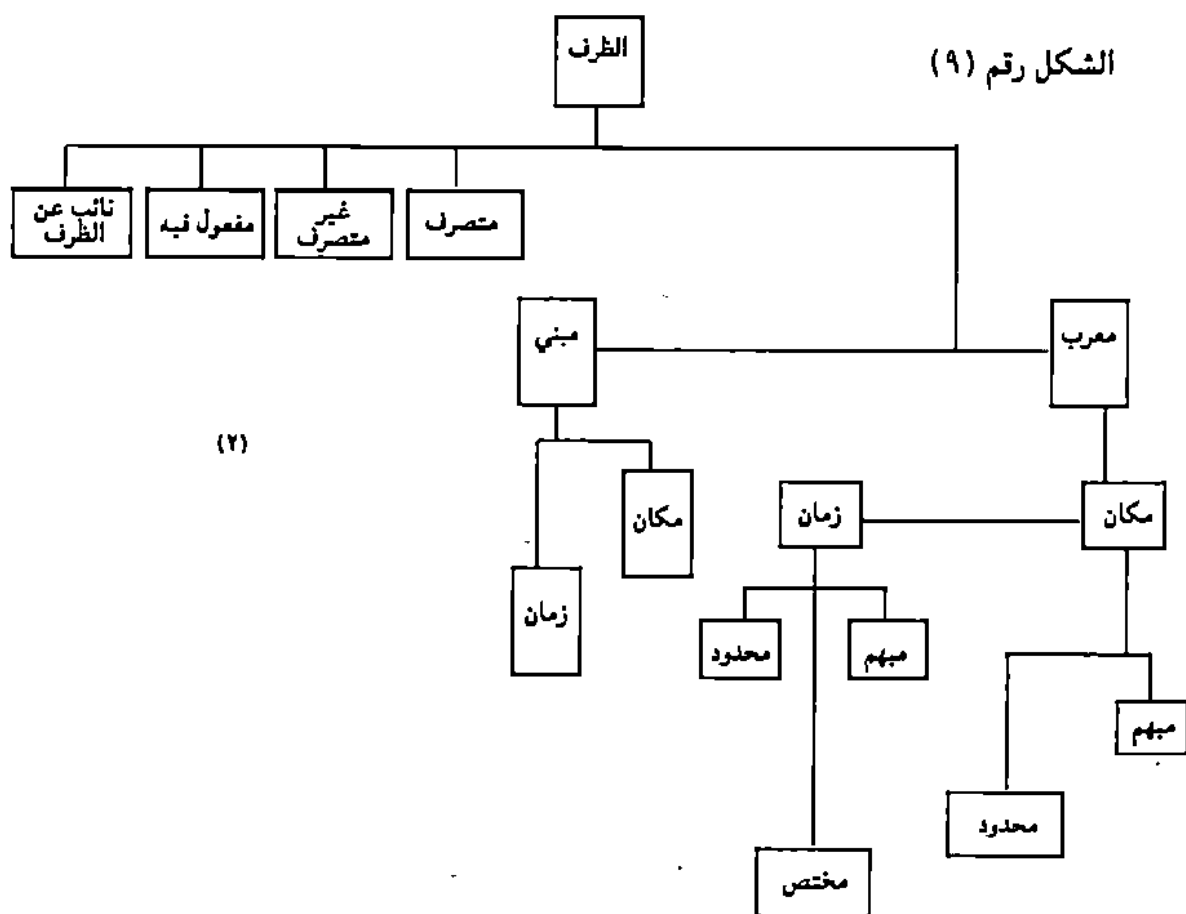 الشكل رقم (٩)
الظرف
متصرف
غير
متصرف
مفعول فيه
نائب عن
الظرف
معرب
مبني
(٢)
مكان
زمان
مكان
زمان
مبهم
محدود
مبهم
محدود
مختص